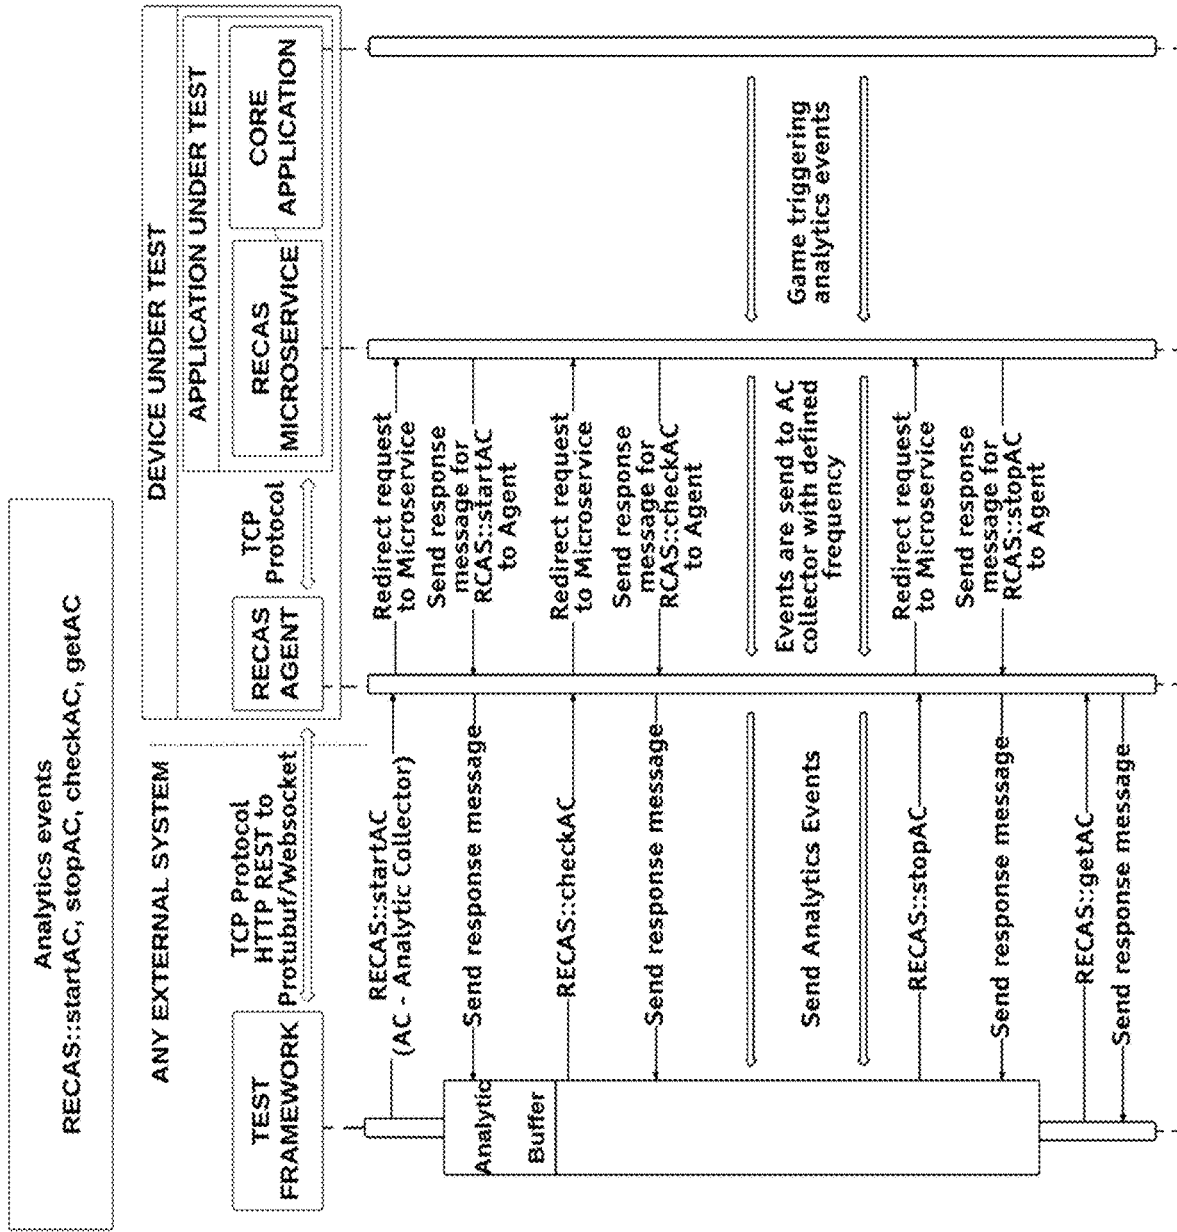 Analytics events
RECAS::startAC, stopAC, checkAC, getAC
ANY EXTERNAL SYSTEM
DEVICE UNDER TEST
APPLICATION UNDER TEST
TEST
FRAMEWORK
TCP Protocol
HTTP REST to
Protubuf/Websocket
RECAS
AGENT
TCP
Protocol
RECAS
MICROSERVICE
CORE
APPLICATION
RECAS::startAC
(AC - Analytic Collector)
Redirect request
to Microservice
Analytic
Buffer
Send response message
Send response
message for
RCAS::startAC
to Agent
RECAS::checkAC
Redirect request
to Microservice
Send response message
Send response
message for
RCAS::checkAC
to Agent
Send Analytics Events
Events are send to AC
collector with defined
frequency
Game triggering
analytics events
RECAS::stopAC
Redirect request
to Microservice
Send response message
Send response
message for
RCAS::stopAC
to Agent
RECAS::getAC
Send response message